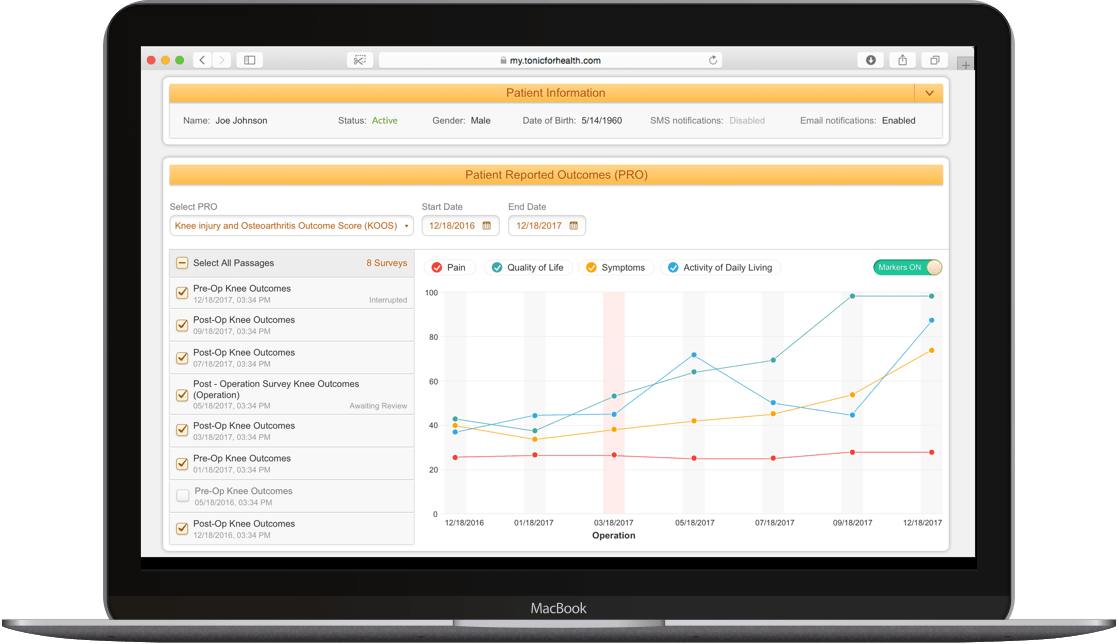 my.tonicforhealth.com
Patient Information
Name: Joe Johnson Status: Active Gender: Male Date of Birth: 5/14/1960 SMS notifications: Disabled Email notifications: Enabled
Patient Reported Outcomes (PRO)
Select PRO Start Date End Date
Knee injury and Osteoarthritis Outcome Score (KOOS) 12/18/2016 12/18/2017
Select All Passages 8 Surveys
Pre-Op Knee Outcomes
12/18/2017, 03:34 PM Interrupted
Post-Op Knee Outcomes
09/18/2017, 03:34 PM
Post-Op Knee Outcomes
07/18/2017, 03:34 PM
Post - Operation Survey Knee Outcomes
(Operation)
05/18/2017, 03:34 PM Awaiting Review
Post-Op Knee Outcomes
03/18/2017, 03:34 PM
Pre-Op Knee Outcomes
01/18/2017, 03:34 PM
Pre-Op Knee Outcomes
05/18/2016, 03:34 PM
Post-Op Knee Outcomes
12/18/2016, 03:34 PM
Pain Quality of Life Symptoms Activity of Daily Living Markers ON
100
80
60
40
20
0
12/18/2016 01/18/2017 03/18/2017 05/18/2017 07/18/2017 09/18/2017 12/18/2017
Operation
MacBook